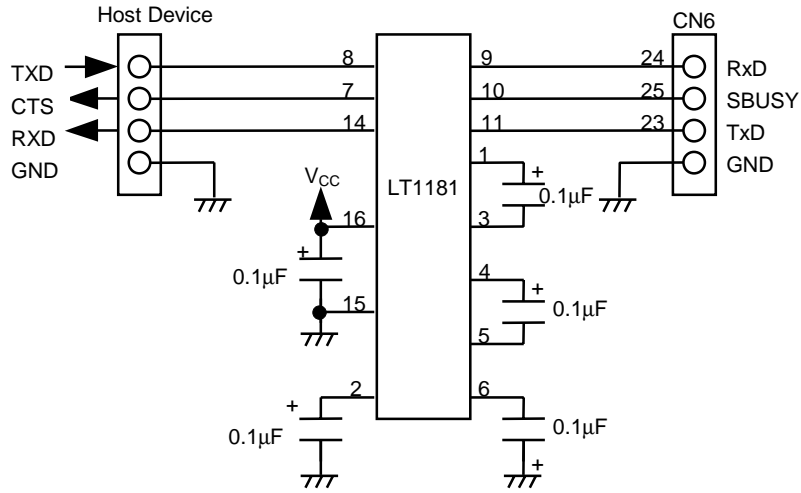 Host Device
CN6
TXD
8
9
24
RxD
CTS
7
10
25
SBUSY
RXD
14
11
23
TxD
GND
1
+
GND
VCC
LT1181
0.1µF
16
3
+
0.1µF
4
+
0.1µF
15
5
2
6
+
0.1µF
0.1µF
+